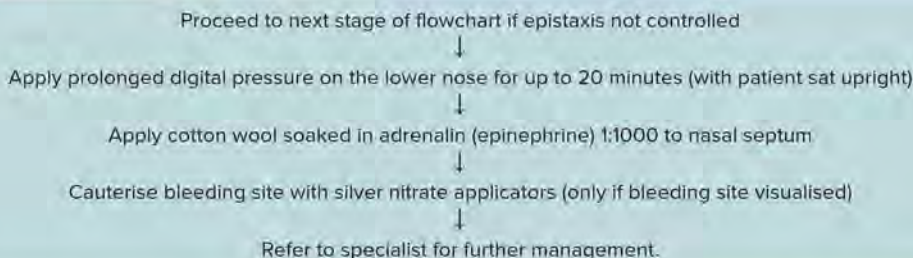 Proceed to next stage of flowchart if epistaxis not controlled
↓
Apply prolonged digital pressure on the lower nose for up to 20 minutes (with patient sat upright)
↓
Apply cotton wool soaked in adrenalin (epinephrine) 1:1000 to nasal septum
↓
Cauterise bleeding site with silver nitrate applicators (only if bleeding site visualised)
↓
Refer to specialist for further management.